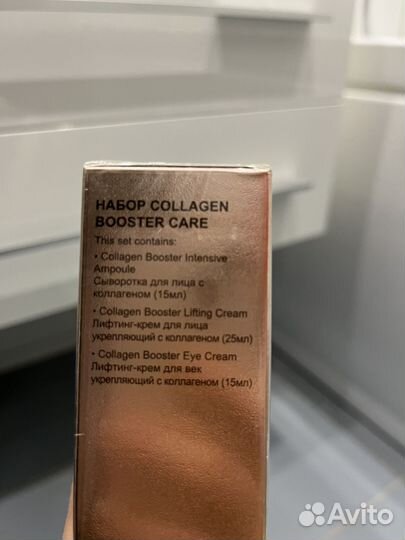 НАБОР COLLAGEN
BOOSTER CARE
This set contains:
• Collagen Booster Intensive
Ampoule
Сыворотка для лица с
коллагеном (15мл)
• Collagen Booster Lifting Cream
Лифтинг-крем для лица
укрепляющий с коллагеном (25мл)
• Collagen Booster Eye Cream
Лифтинг-крем для век
укрепляющий с коллагеном (15мл)
Avito